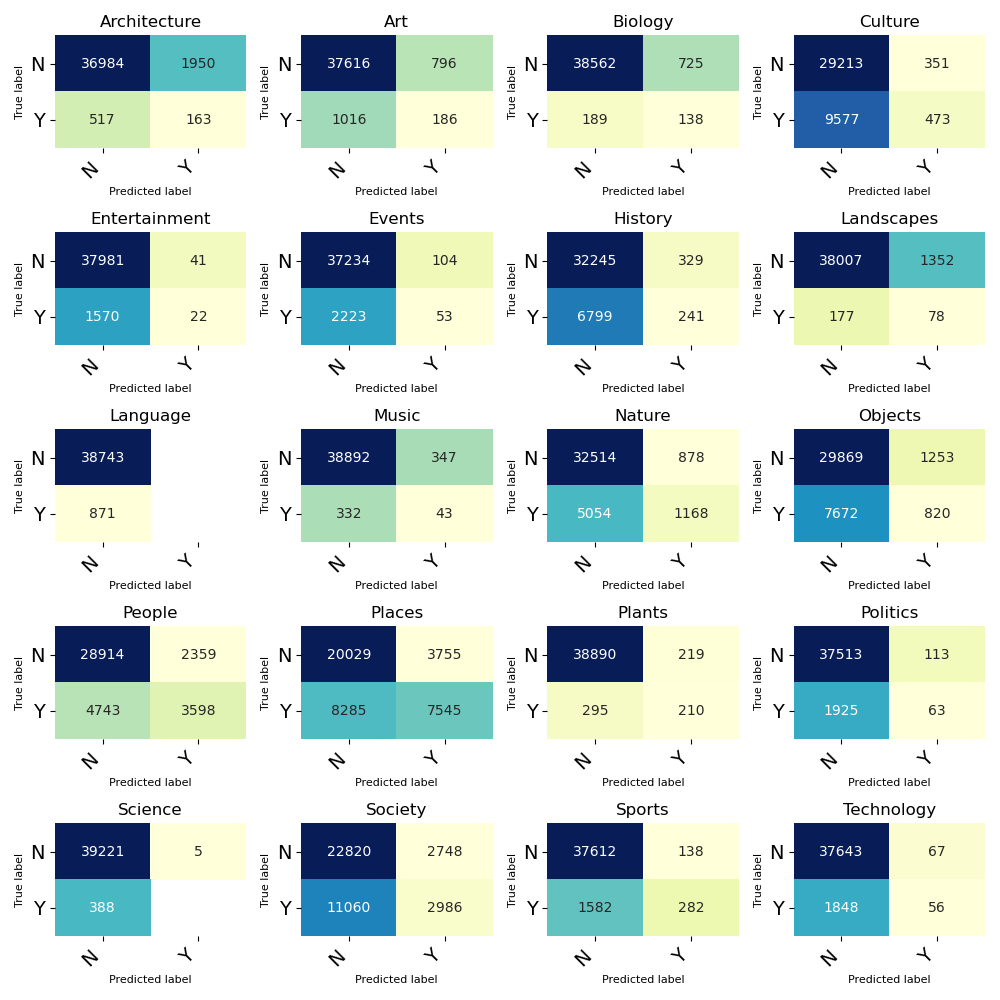 Architecture Art Biology Culture
True label N 36984 1950 True label N 37616 796 True label N 38562 725 True label N 29213 351
Y 517 163 Y 1016 186 Y 189 138 Y 9577 473
N Y N Y N Y N Y
Predicted label Predicted label Predicted label Predicted label
Entertainment Events History Landscapes
True label N 37981 41 True label N 37234 104 True label N 32245 329 True label N 38007 1352
Y 1570 22 Y 2223 53 Y 6799 241 Y 177 78
N Y N Y N Y N Y
Predicted label Predicted label Predicted label Predicted label
Language Music Nature Objects
True label N 38743 True label N 38892 347 True label N 32514 878 True label N 29869 1253
Y 871 Y 332 43 Y 5054 1168 Y 7672 820
N Y N Y N Y N Y
Predicted label Predicted label Predicted label Predicted label
People Places Plants Politics
True label N 28914 2359 True label N 20029 3755 True label N 38890 219 True label N 37513 113
Y 4743 3598 Y 8285 7545 Y 295 210 Y 1925 63
N Y N Y N Y N Y
Predicted label Predicted label Predicted label Predicted label
Science Society Sports Technology
True label N 39221 5 True label N 22820 2748 True label N 37612 138 True label N 37643 67
Y 388 Y 11060 2986 Y 1582 282 Y 1848 56
N Y N Y N Y N Y
Predicted label Predicted label Predicted label Predicted label